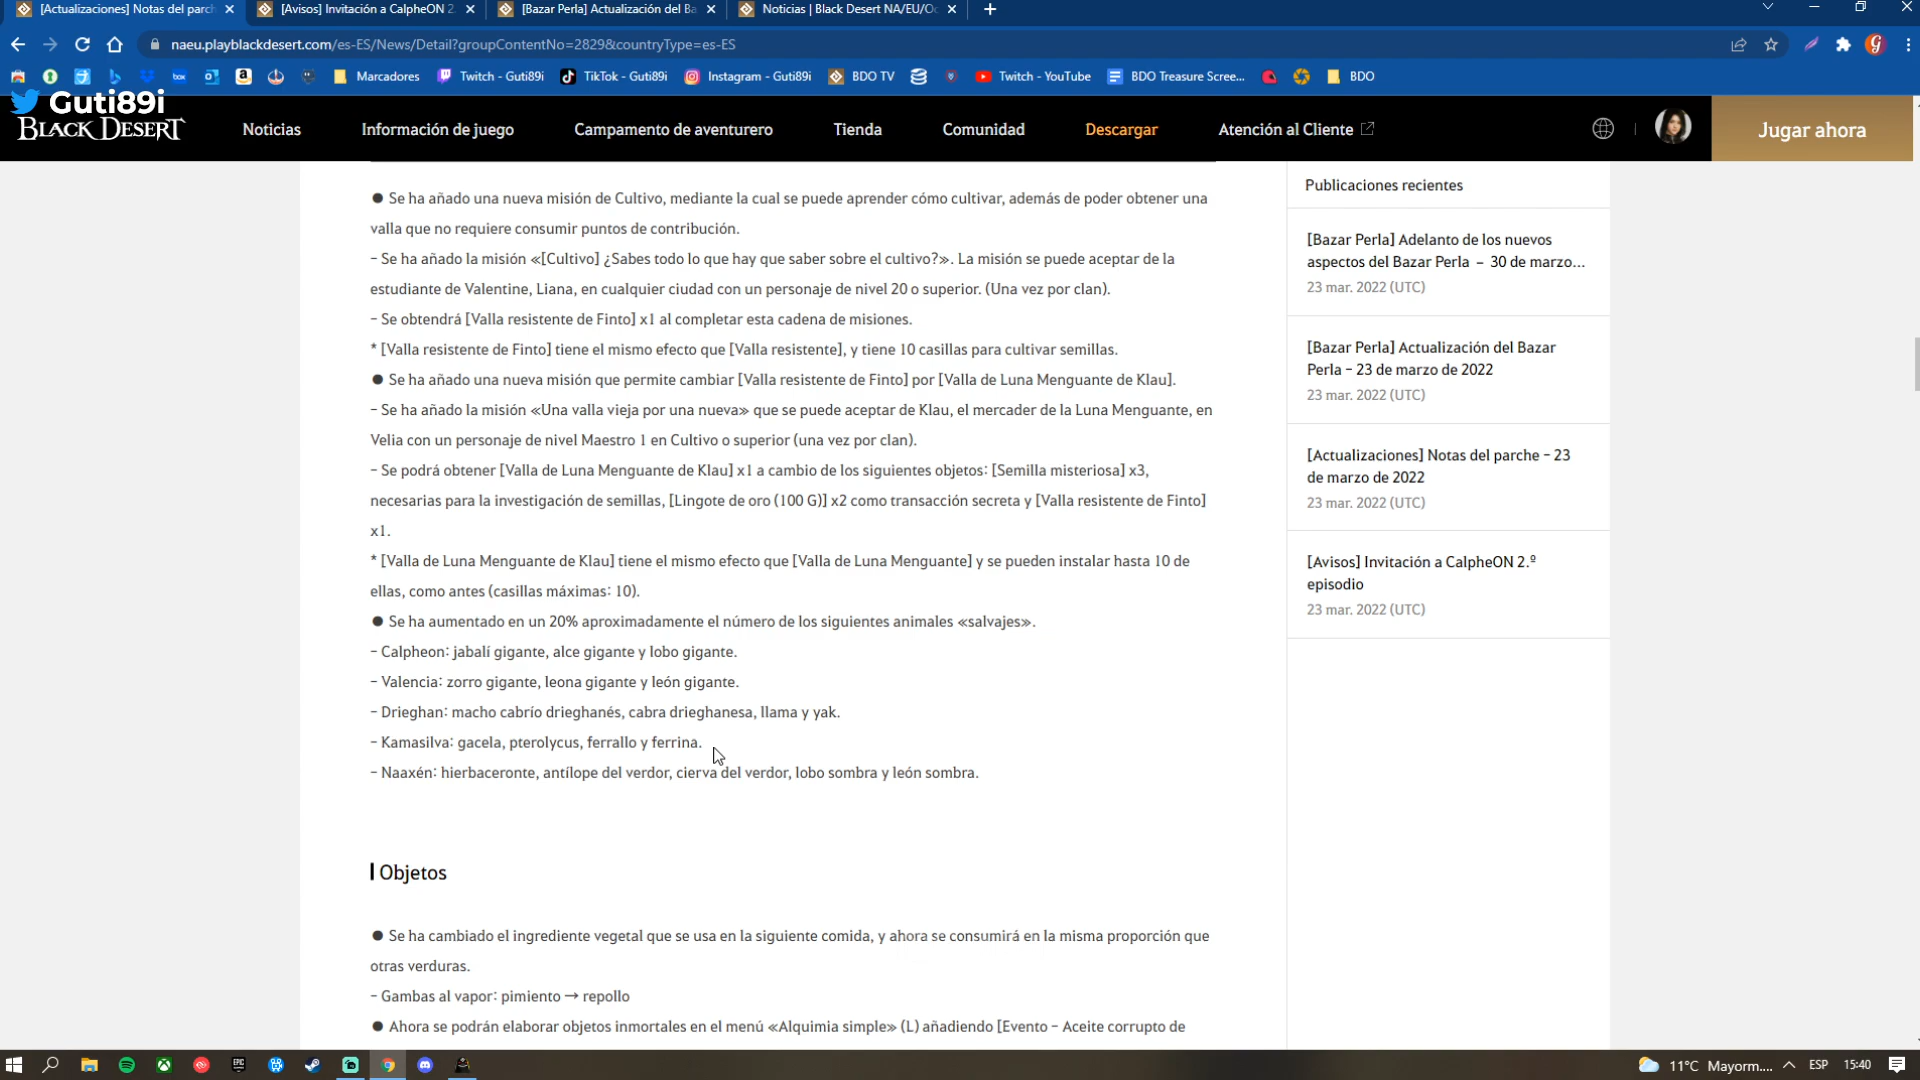 [Actualizaciones] Notas del parch
[Avisos] Invitación a CalpheON 2.
[Bazar Perla] Actualización del Ba
Noticias | Black Desert NA/EU/Oc
naeu.playblackdesert.com/es-ES/News/Detail?groupContentNo=2829&countryType=es-ES
Marcadores
Twitch - Guti89i
TikTok - Guti89i
Instagram - Guti89i
BDO TV
Twitch - YouTube
BDO Treasure Scree...
BDO
Guti89i
BLACK DESERT
Noticias
Información de juego
Campamento de aventurero
Tienda
Comunidad
Descargar
Atención al Cliente
Jugar ahora
● Se ha añadido una nueva misión de Cultivo, mediante la cual se puede aprender cómo cultivar, además de poder obtener una
valla que no requiere consumir puntos de contribución.
- Se ha añadido la misión «[Cultivo] ¿Sabes todo lo que hay que saber sobre el cultivo?». La misión se puede aceptar de la
estudiante de Valentine, Liana, en cualquier ciudad con un personaje de nivel 20 o superior. (Una vez por clan).
- Se obtendrá [Valla resistente de Finto] x1 al completar esta cadena de misiones.
* [Valla resistente de Finto] tiene el mismo efecto que [Valla resistente], y tiene 10 casillas para cultivar semillas.
● Se ha añadido una nueva misión que permite cambiar [Valla resistente de Finto] por [Valla de Luna Menguante de Klau].
- Se ha añadido la misión «Una valla vieja por una nueva» que se puede aceptar de Klau, el mercader de la Luna Menguante, en
Velia con un personaje de nivel Maestro 1 en Cultivo o superior (una vez por clan).
- Se podrá obtener [Valla de Luna Menguante de Klau] x1 a cambio de los siguientes objetos: [Semilla misteriosa] x3,
necesarias para la investigación de semillas, [Lingote de oro (100 G)] x2 como transacción secreta y [Valla resistente de Finto]
x1.
* [Valla de Luna Menguante de Klau] tiene el mismo efecto que [Valla de Luna Menguante] y se pueden instalar hasta 10 de
ellas, como antes (casillas máximas: 10).
● Se ha aumentado en un 20% aproximadamente el número de los siguientes animales «salvajes».
- Calpheon: jabalí gigante, alce gigante y lobo gigante.
- Valencia: zorro gigante, leona gigante y león gigante.
- Drieghan: macho cabrío drieghanés, cabra drieghanesa, llama y yak.
- Kamasilva: gacela, pterolycus, ferrallo y ferrina.
- Naaxén: hierbaceronte, antílope del verdor, cierva del verdor, lobo sombra y león sombra.
Objetos
● Se ha cambiado el ingrediente vegetal que se usa en la siguiente comida, y ahora se consumirá en la misma proporción que
otras verduras.
- Gambas al vapor: pimiento → repollo
● Ahora se podrán elaborar objetos inmortales en el menú «Alquimia simple» (L) añadiendo [Evento - Aceite corrupto de
Publicaciones recientes
[Bazar Perla] Adelanto de los nuevos
aspectos del Bazar Perla – 30 de marzo...
23 mar. 2022 (UTC)
[Bazar Perla] Actualización del Bazar
Perla – 23 de marzo de 2022
23 mar. 2022 (UTC)
[Actualizaciones] Notas del parche – 23
de marzo de 2022
23 mar. 2022 (UTC)
[Avisos] Invitación a CalpheON 2.º
episodio
23 mar. 2022 (UTC)
11°C Mayorm....
ESP
15:40